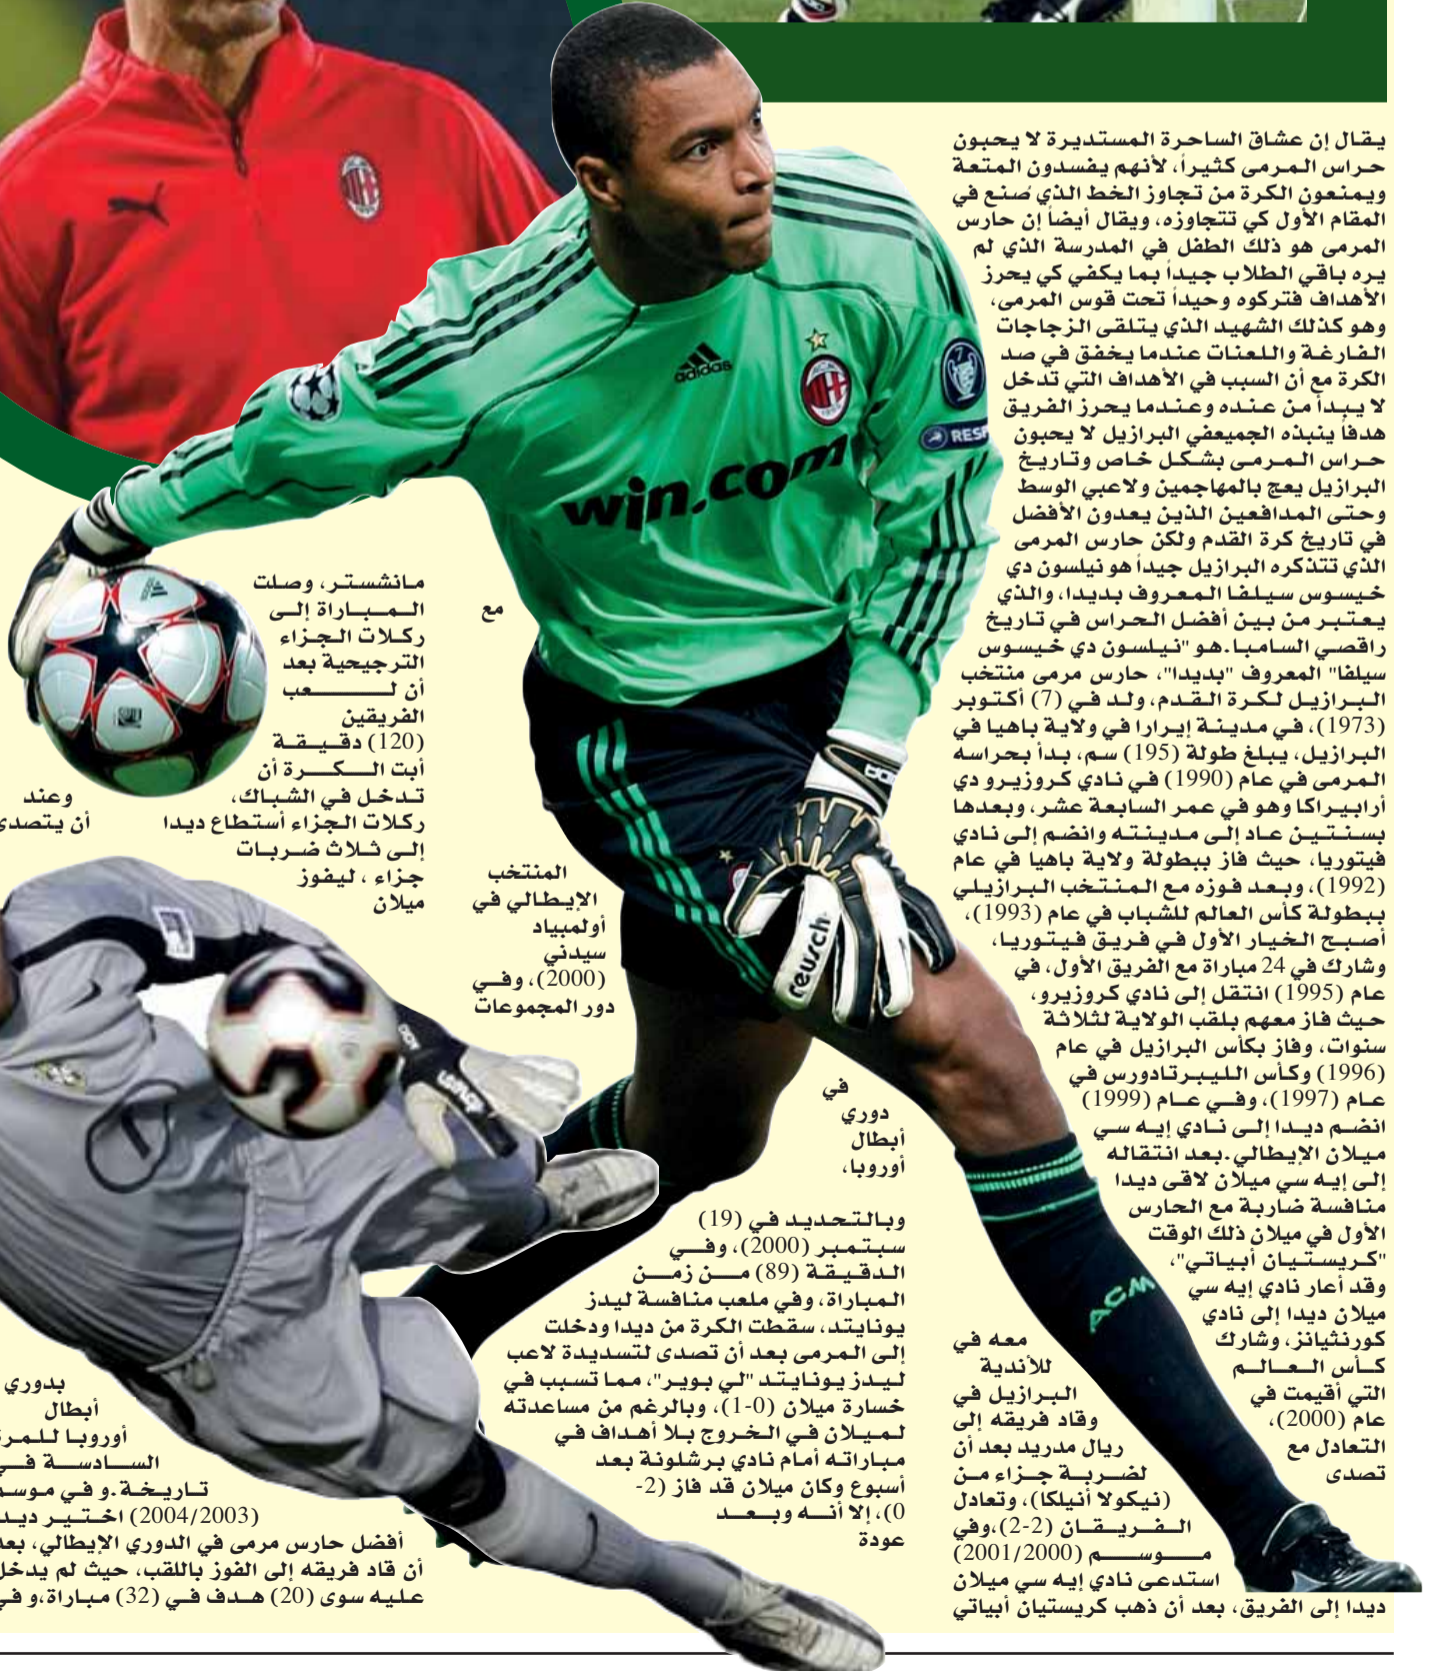 يقال إن عشاق الساحرة المستديرة لا يحبون
حراس المرمى كثيراً، لأنهم يفسدون المتعة
ويمنعون الكرة من تجاوز الخط الذي صُنع في
المقام الأول كي تتجاوزه، ويقال أيضاً إن حارس
المرمى هو ذلك الطفل في المدرسة الذي لم
يره باقي الطلاب جيداً بما يكفي كي يحرز
الأهداف فتركوه وحيداً تحت قوس المرمى،
وهو كذلك الشهيد الذي يتلقى الزجاجات
الفارغة واللعنات عندما يخفق في صد
الكرة مع أن السبب في الأهداف التي تدخل
لا يبدأ من عنده وعندما يحرز الفريق
هدفاً ينبذه الجميعفي البرازيل لا يحبون
حراس المرمى بشكل خاص وتاريخ
البرازيل يعج بالمهاجمين ولاعبي الوسط
وحتى المدافعين الذين يعدون الأفضل
في تاريخ كرة القدم ولكن حارس المرمى
الذي تتذكره البرازيل جيداً هو نيلسون دي
خيسوس سيلفا المعروف بديدا، والذي
يعتبر من بين أفضل الحراس في تاريخ
راقصي السامبا.هو "نيلسون دي خيسوس
سيلفا" المعروف "بديدا"، حارس مرمى منتخب
البرازيل لكرة القدم، ولد في (7) أكتوبر
(1973)، في مدينة إيرارا في ولاية باهيا في
البرازيل، يبلغ طولة (195) سم، بدأ بحراسه
المرمى في عام (1990) في نادي كروزيرو دي
أرابيراكا وهو في عمر السابعة عشر، وبعدها
بسنتين عاد إلى مدينته وانضم إلى نادي
فيتوريا، حيث فاز ببطولة ولاية باهيا في عام
(1992)، وبعد فوزه مع المنتخب البرازيلي
ببطولة كأس العالم للشباب في عام (1993)،
أصبح الخيار الأول في فريق فيتوريا،
وشارك في 24 مباراة مع الفريق الأول، في
عام (1995) انتقل إلى نادي كروزيرو،
حيث فاز معهم بلقب الولاية لثلاثة
سنوات، وفاز بكأس البرازيل في عام
(1996) وكأس الليبرتادورس في
عام (1997)، وفي عام (1999)
انضم ديدا إلى نادي إيه سي
ميلان الإيطالي.بعد انتقاله
إلى إيه سي ميلان لاقى ديدا
منافسة ضاربة مع الحارس
الأول في ميلان ذلك الوقت
"كريستيان أبياتي"،
وقد أعار نادي إيه سي
ميلان ديدا إلى نادي
كورنثيانز، وشارك معه في
كأس العالم للأندية
التي أقيمت في البرازيل في
عام (2000)، وقاد فريقه إلى
التعادل مع ريال مدريد بعد أن
تصدى لضربة جزاء من
(نيكولا أنيلكا)، وتعادل
الفريقان (2-2)،وفي
موسم (2001/2000)
استدعى نادي إيه سي ميلان
ديدا إلى الفريق، بعد أن ذهب كريستيان أبياتي
مع
المنتخب
الإيطالي في
أولمبياد
سيدني
(2000)، وفي
دور المجموعات
في
دوري
أبطال
أوروبا،
وبالتحديد في (19)
سبتمبر (2000)، وفي
الدقيقة (89) من زمن
المباراة، وفي ملعب منافسة ليدز
يونايتد، سقطت الكرة من ديدا ودخلت
إلى المرمى بعد أن تصدى لتسديدة لاعب
ليدز يونايتد "لي بوير"، مما تسبب في
خسارة ميلان (0-1)، وبالرغم من مساعدته
لميلان في الخروج بلا أهداف في
مباراته أمام نادي برشلونة بعد
أسبوع وكان ميلان قد فاز (2-
0)، إلا أنه وبعد
عودة
مانشستر، وصلت
المباراة إلى
ركلات الجزاء
الترجيحية بعد
أن لعب
الفريقين
(120) دقيقة
أبت الكرة أن
تدخل في الشباك، وعند
ركلات الجزاء أستطاع ديدا أن يتصدى
إلى ثلاث ضربات
جزاء ، ليفوز
ميلان
بدوري
أبطال
أوروبا للمرة
السادسة في
تاريخة.و في موسم
(2004/2003) اختير ديدا
أفضل حارس مرمى في الدوري الإيطالي، بعد
أن قاد فريقه إلى الفوز باللقب، حيث لم يدخل
عليه سوى (20) هدف في (32) مباراة،و في
adidas
win.com
RESP
reusch
ACM